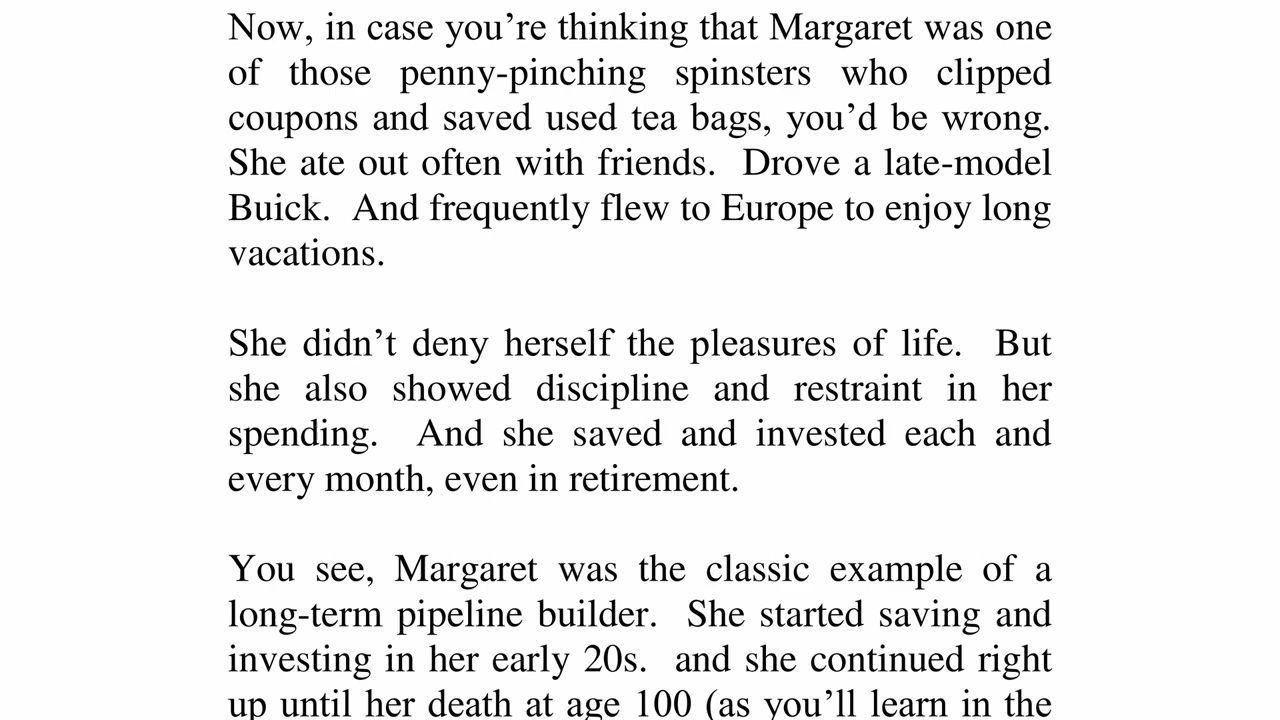 Now, in case you’re thinking that Margaret was one
of those penny-pinching spinsters who clipped
coupons and saved used tea bags, you’d be wrong.
She ate out often with friends.  Drove a late-model
Buick.  And frequently flew to Europe to enjoy long
vacations.
She didn’t deny herself the pleasures of life.  But
she also showed discipline and restraint in her
spending.  And she saved and invested each and
every month, even in retirement.
You see, Margaret was the classic example of a
long-term pipeline builder.  She started saving and
investing in her early 20s.  and she continued right
up until her death at age 100 (as you’ll learn in the